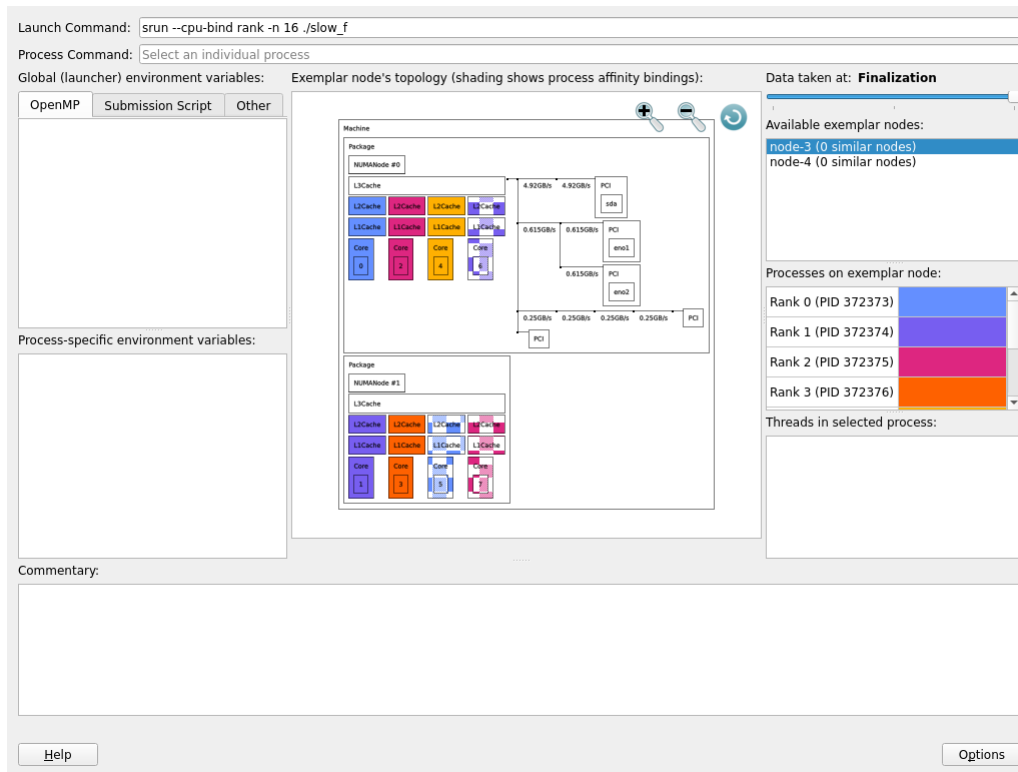 Launch Command: srun --cpu-bind rank -n 16 ./slow_f
Process Command: Select an individual process
Global (launcher) environment variables:
OpenMP Submission Script Other
Process-specific environment variables:
Exemplar node's topology (shading shows process affinity bindings):
Machine
Package
NUMANode #0
L3Cache
L2Cache L2Cache L2Cache L2Cache
L1Cache L1Cache L1Cache L1Cache
Core Core Core Core
0 2 4 6
4.92GB/s 4.92GB/s PCI
sda
0.615GB/s 0.615GB/s PCI
eno1
0.615GB/s PCI
eno2
0.25GB/s 0.25GB/s 0.25GB/s 0.25GB/s PCI
PCI
Package
NUMANode #1
L3Cache
L2Cache L2Cache L2Cache L2Cache
L1Cache L1Cache L1Cache L1Cache
Core Core Core Core
1 3 5 7
Data taken at: Finalization
Available exemplar nodes:
node-3 (0 similar nodes)
node-4 (0 similar nodes)
Processes on exemplar node:
Rank 0 (PID 372373)
Rank 1 (PID 372374)
Rank 2 (PID 372375)
Rank 3 (PID 372376)
Threads in selected process:
Commentary:
Help Options